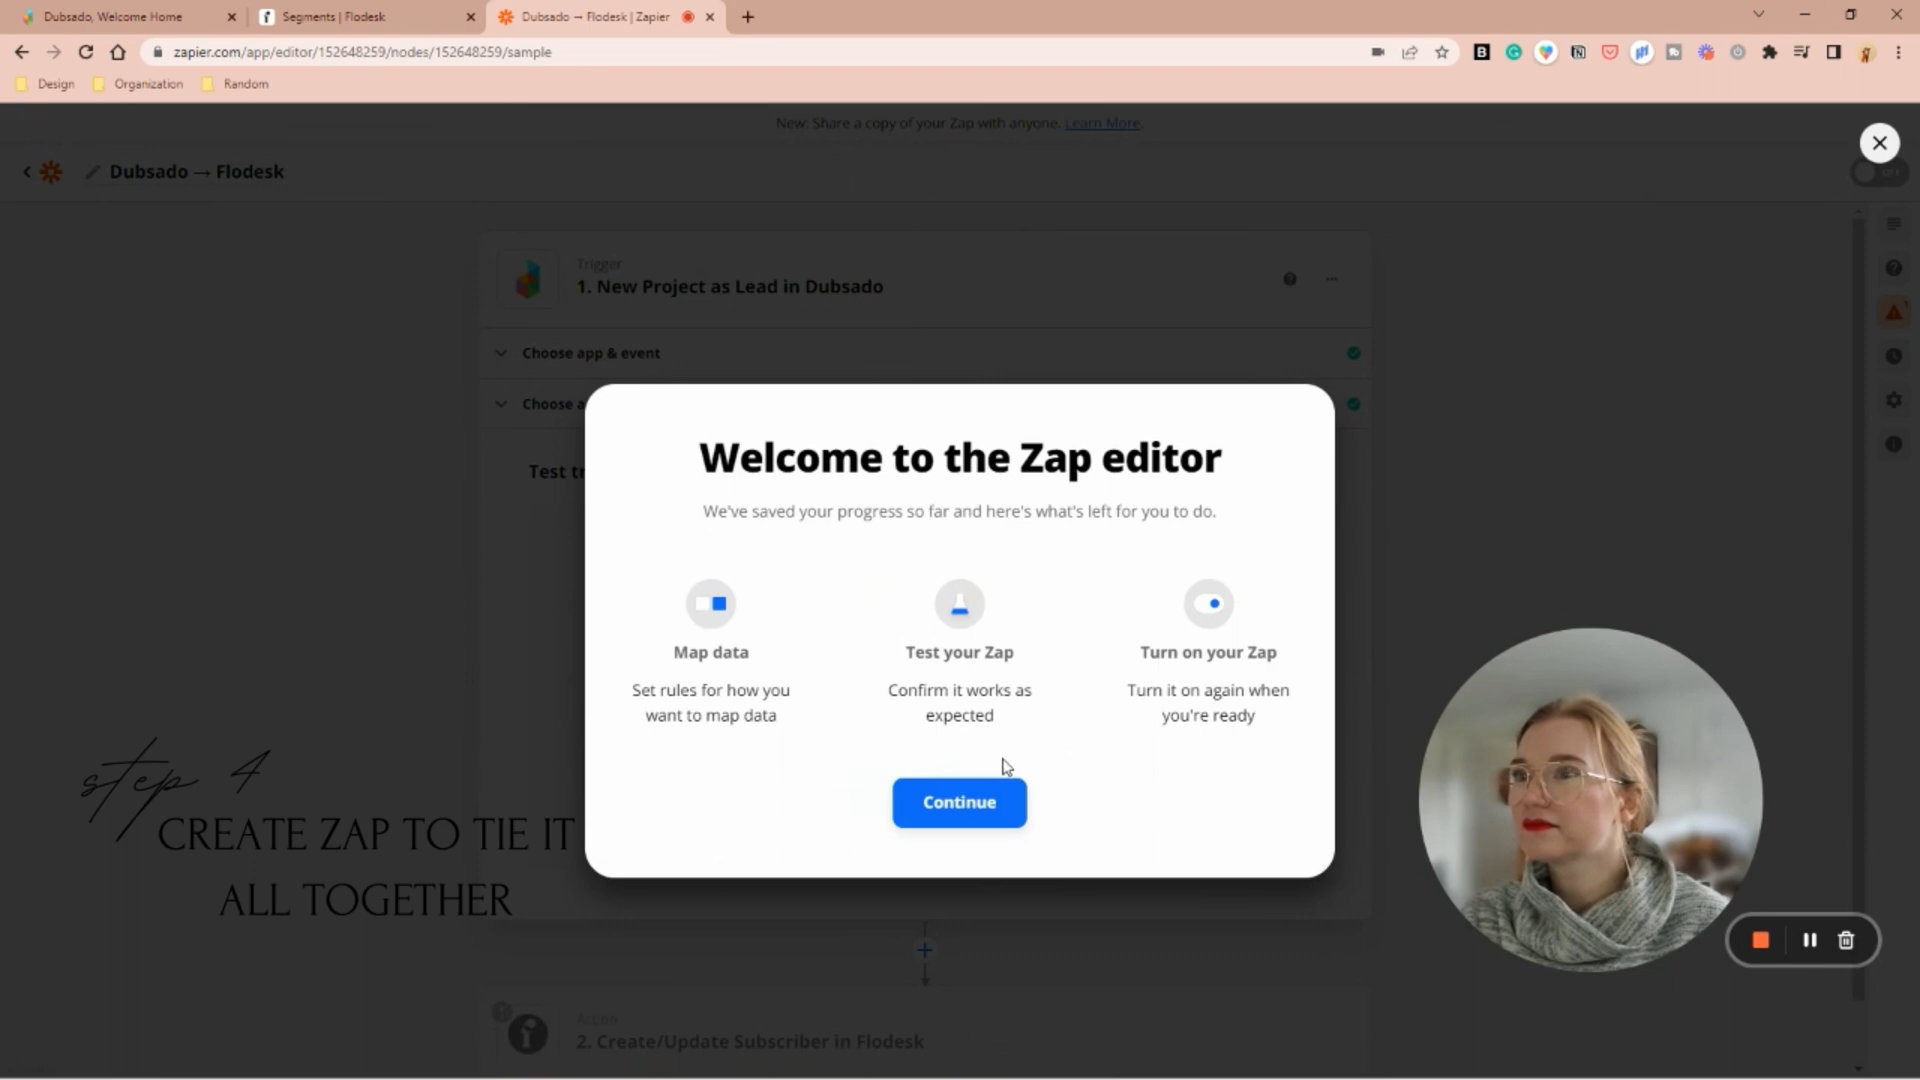 Dubsado, Welcome Home
Segments | Flodesk
Dubsado → Flodesk | Zapier
zapier.com/app/editor/152648259/nodes/152648259/sample
Design
Organization
Random
New: Share a copy of your Zap with anyone. Learn More.
Dubsado → Flodesk
OFF
Trigger
1. New Project as Lead in Dubsado
Choose app & event
Choose a
Test tr
Welcome to the Zap editor
We've saved your progress so far and here's what's left for you to do.
Map data
Set rules for how you
want to map data
Test your Zap
Confirm it works as
expected
Turn on your Zap
Turn it on again when
you're ready
Continue
step 4
CREATE ZAP TO TIE IT
ALL TOGETHER
Action
2. Create/Update Subscriber in Flodesk